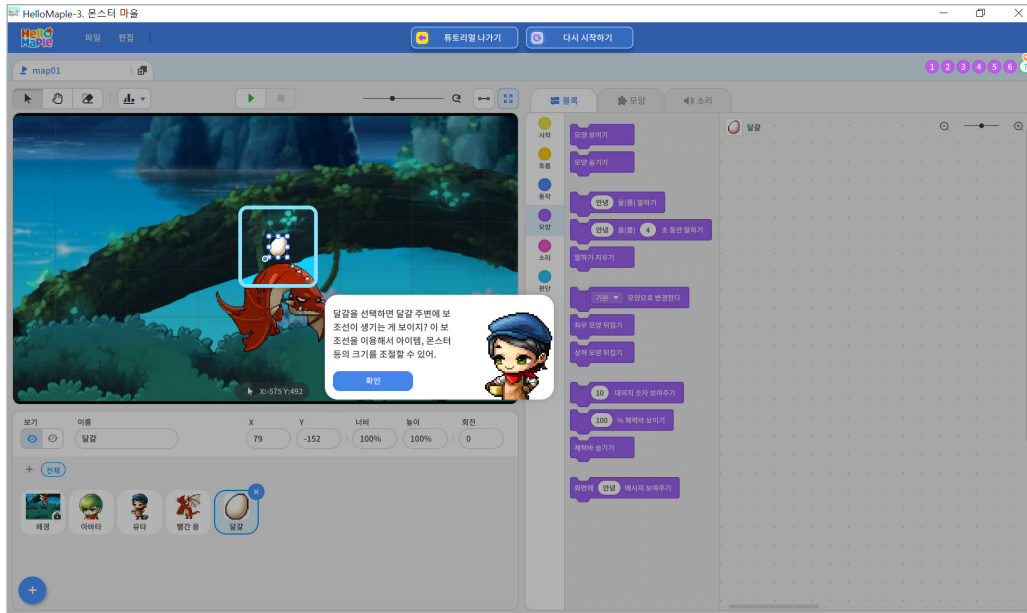 HelloMaple-3. 몬스터 마을
Hello Maple
파일 편집
튜토리얼 나가기
다시 시작하기
map01
1 2 3 4 5 6 7
블록
모양
소리
시작
흐름
동작
모양
소리
판단
모양 보이기
모양 숨기기
안녕 을(를) 말하기
안녕 을(를) 4 초 동안 말하기
말하기 지우기
기본 모양으로 변경한다
좌우 모양 뒤집기
상하 모양 뒤집기
10 대미지 숫자 보여주기
100 % 체력바 보이기
체력바 숨기기
화면에 안녕 메시지 보여주기
달걀
달걀을 선택하면 달걀 주변에 보
조선이 생기는 게 보이지? 이 보
조선을 이용해서 아이템, 몬스터
등의 크기를 조절할 수 있어.
확인
X:-575 Y:492
보기 이름 X Y 너비 높이 회전
달걀 79 -152 100% 100% 0
전체
배경 아바타 유타 빨간 용 달걀